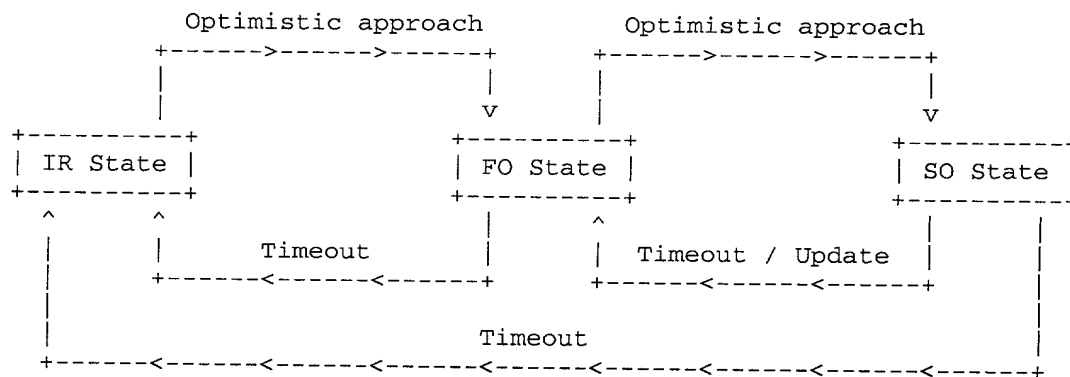 Optimistic approach Optimistic approach
IR State FO State SO State
Timeout Timeout / Update
Timeout